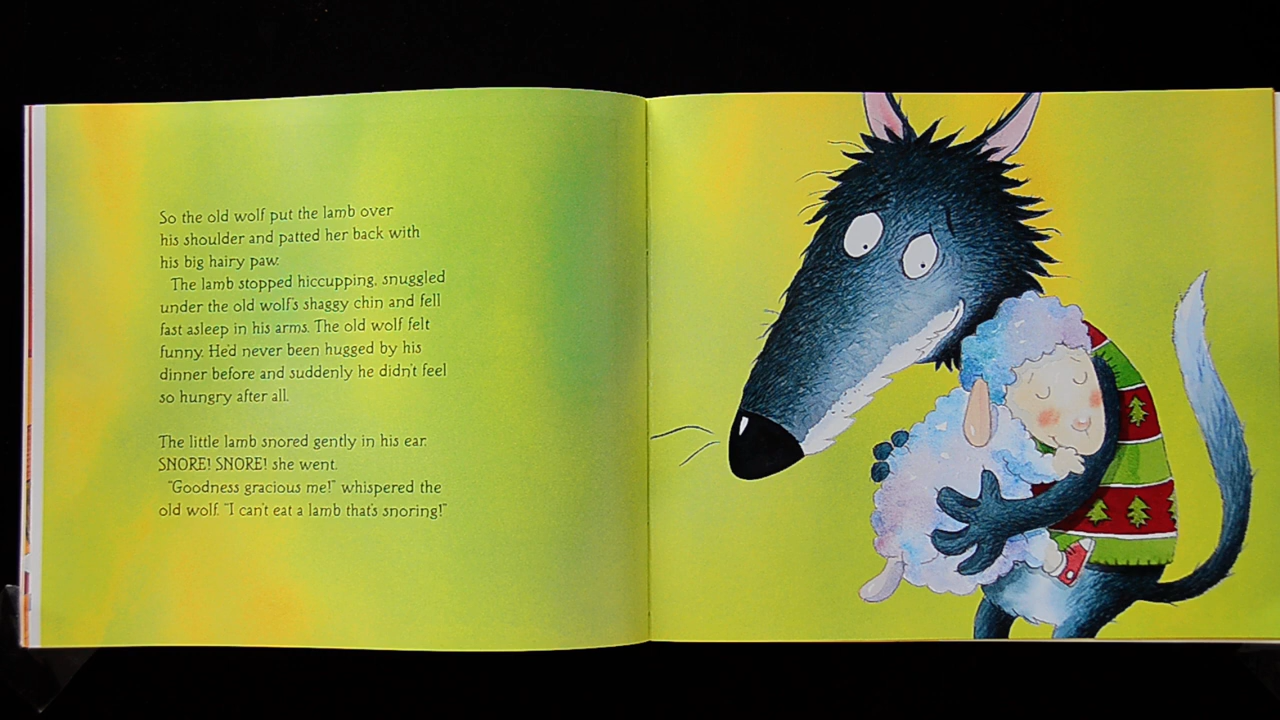 So the old wolf put the lamb over
his shoulder and patted her back with
his big hairy paw.
The lamb stopped hiccupping, snuggled
under the old wolf's shaggy chin and fell
fast asleep in his arms. The old wolf felt
funny. He'd never been hugged by his
dinner before and suddenly he didn't feel
so hungry after all.
The little lamb snored gently in his ear.
SNORE! SNORE! she went.
"Goodness gracious me!" whispered the
old wolf. "I can't eat a lamb that's snoring!"